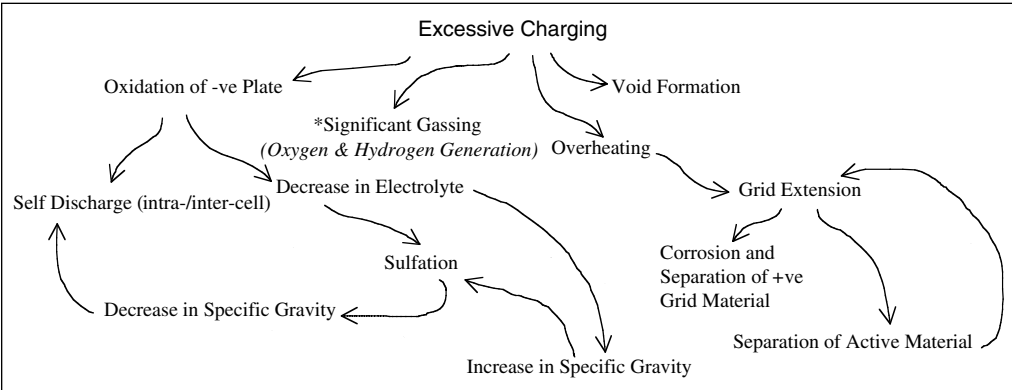 Excessive Charging
Oxidation of -ve Plate
Void Formation
*Significant Gassing
(Oxygen & Hydrogen Generation)
Overheating
Decrease in Electrolyte
Grid Extension
Self Discharge (intra-/inter-cell)
Sulfation
Corrosion and
Separation of +ve
Grid Material
Decrease in Specific Gravity
Separation of Active Material
Increase in Specific Gravity